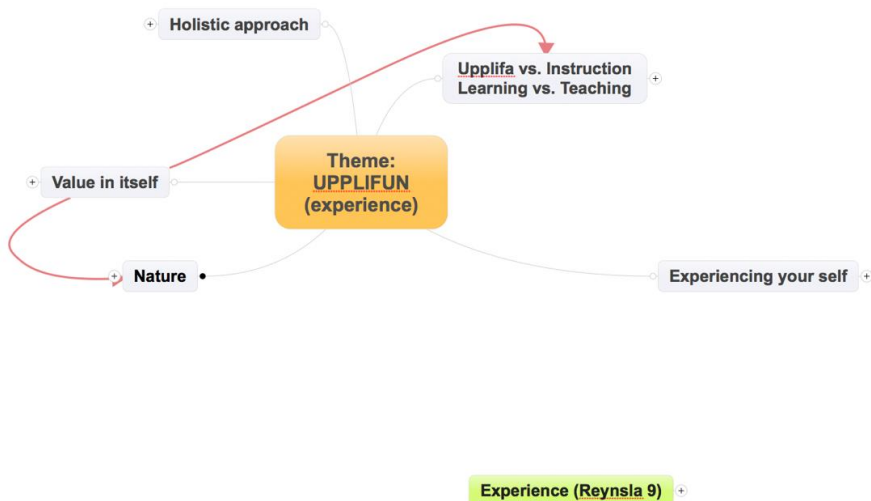 Holistic approach
Upplifa vs. Instruction
Learning vs. Teaching
Theme:
UPPLIFUN
(experience)
Value in itself
Nature
Experiencing your self
Experience (Reynsla 9)